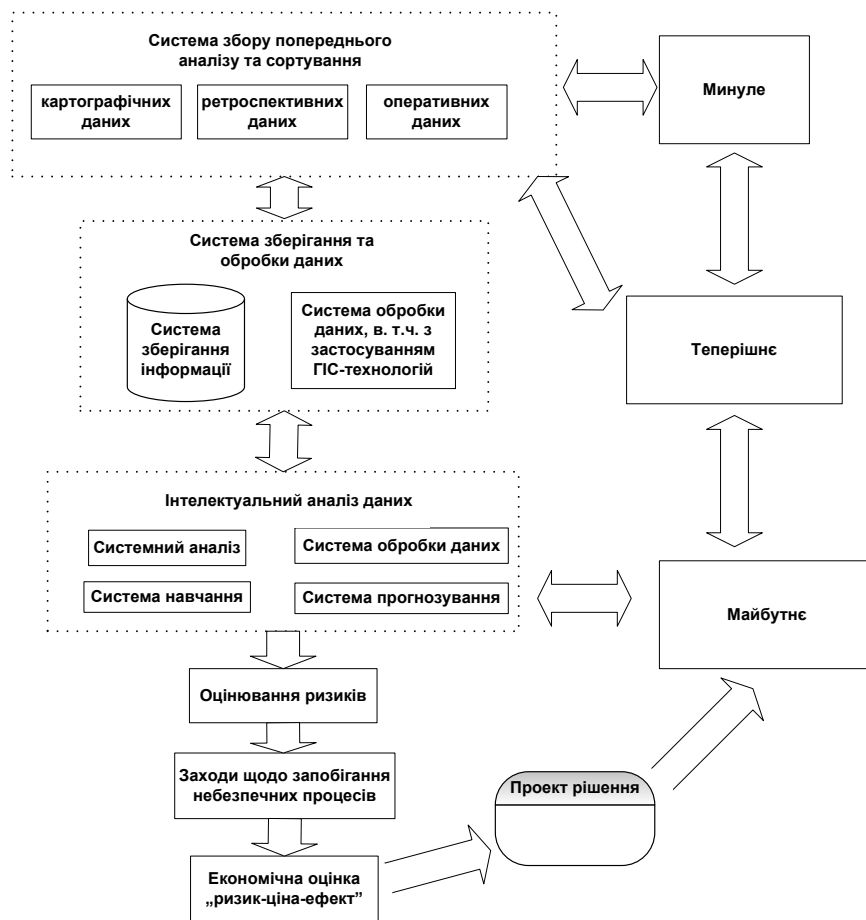 Система збору попереднього
аналізу та сортування
картографічних
даних
ретроспективних
даних
оперативних
даних
Минуле
Система зберігання та
обробки даних
Система
зберігання
інформації
Система обробки
даних, в. т.ч. з
застосуванням
ГІС-технологій
Теперішнє
Інтелектуальний аналіз даних
Системний аналіз
Система обробки даних
Система навчання
Система прогнозування
Майбутнє
Оцінювання ризиків
Заходи щодо запобігання
небезпечних процесів
Проект рішення
Економічна оцінка
„ризик-ціна-ефект”